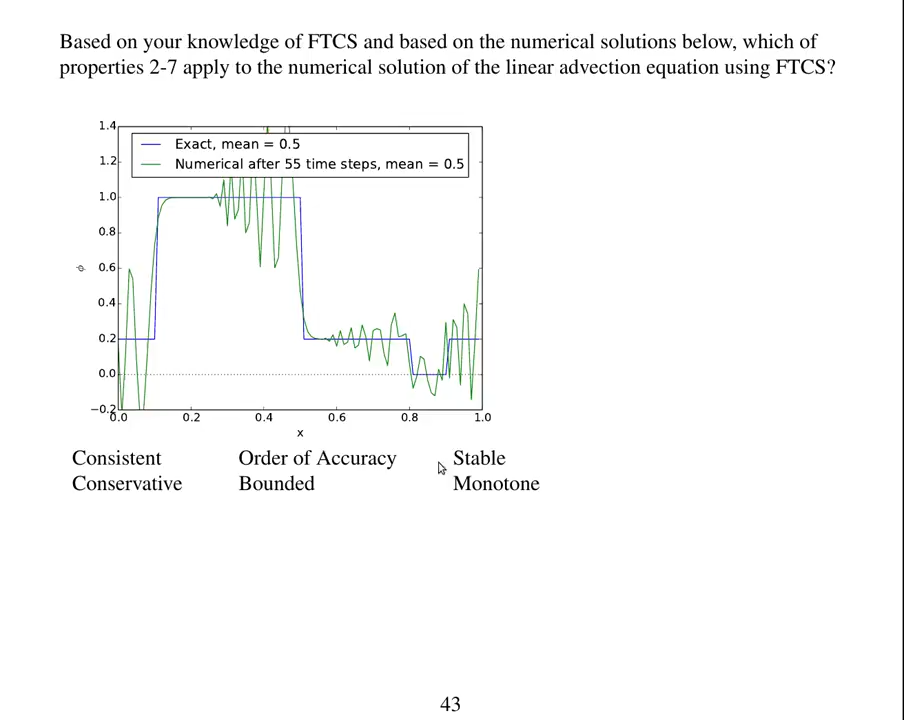 Based on your knowledge of FTCS and based on the numerical solutions below, which of
properties 2-7 apply to the numerical solution of the linear advection equation using FTCS?
1.4
Exact, mean = 0.5
1.2
Numerical after 55 time steps, mean = 0.5
1.0
0.8
ϕ
0.6
0.4
0.2
0.0
−0.2
0.0 0.2 0.4 0.6 0.8 1.0
x
Consistent Order of Accuracy Stable
Conservative Bounded Monotone
43